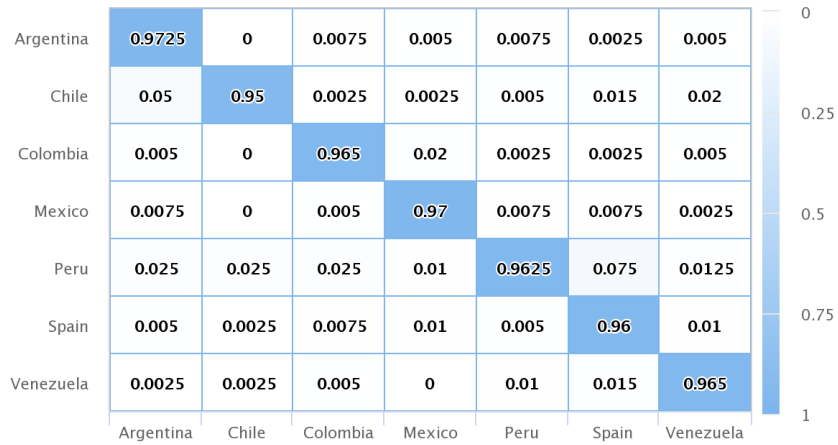 Argentina 0.9725 0 0.0075 0.005 0.0075 0.0025 0.005
Chile 0.05 0.95 0.0025 0.0025 0.005 0.015 0.02
Colombia 0.005 0 0.965 0.02 0.0025 0.0025 0.005
Mexico 0.0075 0 0.005 0.97 0.0075 0.0075 0.0025
Peru 0.025 0.025 0.025 0.01 0.9625 0.075 0.0125
Spain 0.005 0.0025 0.0075 0.01 0.005 0.96 0.01
Venezuela 0.0025 0.0025 0.005 0 0.01 0.015 0.965
Argentina Chile Colombia Mexico Peru Spain Venezuela
0
0.25
0.5
0.75
1